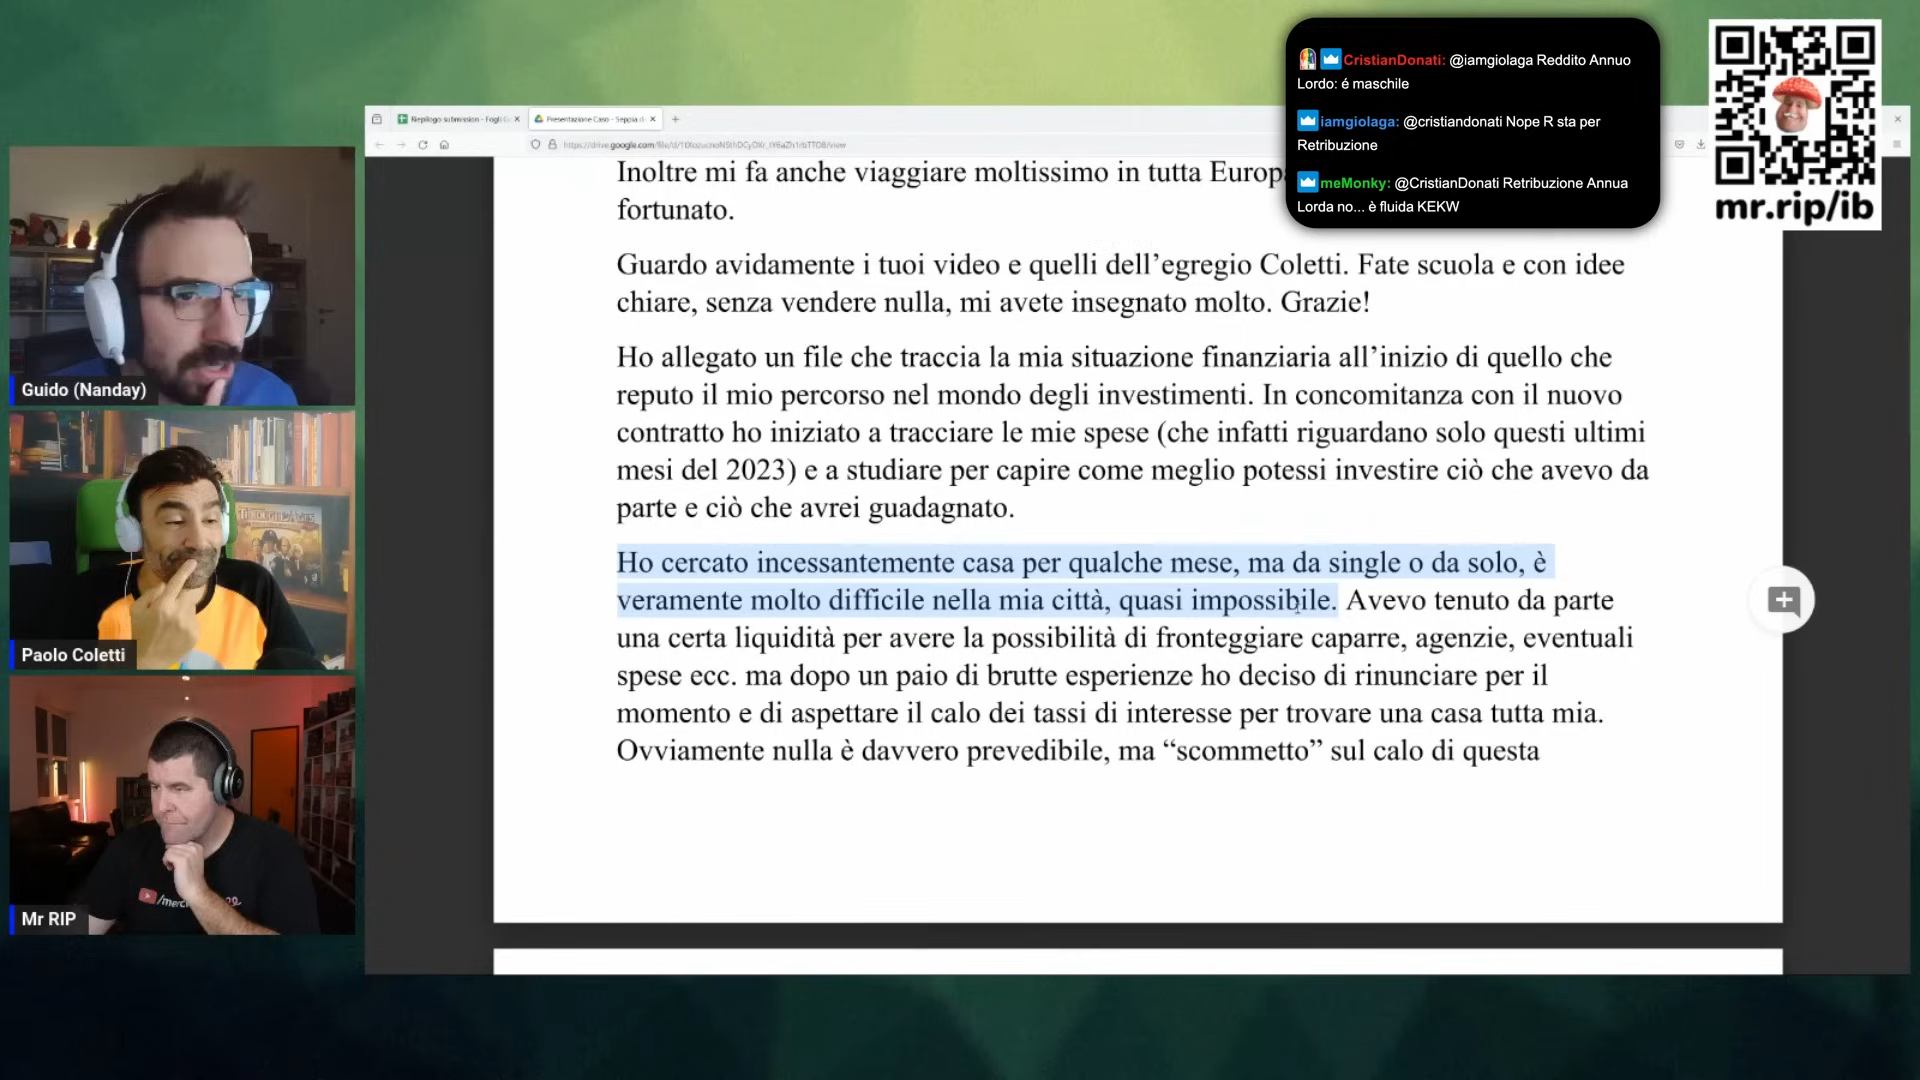 CristianDonati: @iamgiolaga Reddito Annuo
Lordo: é maschile
iamgiolaga: @cristiandonati Nope R sta per
Retribuzione
meMonky: @CristianDonati Retribuzione Annua
Lorda no... è fluida KEKW
mr.rip/ib
Riepilogo submission - Fogli
Presentazione Caso - Seppia
Inoltre mi fa anche viaggiare moltissimo in tutta
fortunato.
Guardo avidamente i tuoi video e quelli dell’egregio Coletti. Fate scuola e con idee
chiare, senza vendere nulla, mi avete insegnato molto. Grazie!
Ho allegato un file che traccia la mia situazione finanziaria all’inizio di quello che
reputo il mio percorso nel mondo degli investimenti. In concomitanza con il nuovo
contratto ho iniziato a tracciare le mie spese (che infatti riguardano solo questi ultimi
mesi del 2023) e a studiare per capire come meglio potessi investire ciò che avevo da
parte e ciò che avrei guadagnato.
Ho cercato incessantemente casa per qualche mese, ma da single o da solo, è
veramente molto difficile nella mia città, quasi impossibile. Avevo tenuto da parte
una certa liquidità per avere la possibilità di fronteggiare caparre, agenzie, eventuali
spese ecc. ma dopo un paio di brutte esperienze ho deciso di rinunciare per il
momento e di aspettare il calo dei tassi di interesse per trovare una casa tutta mia.
Ovviamente nulla è davvero prevedibile, ma “scommetto” sul calo di questa
Guido (Nanday)
Paolo Coletti
Mr RIP